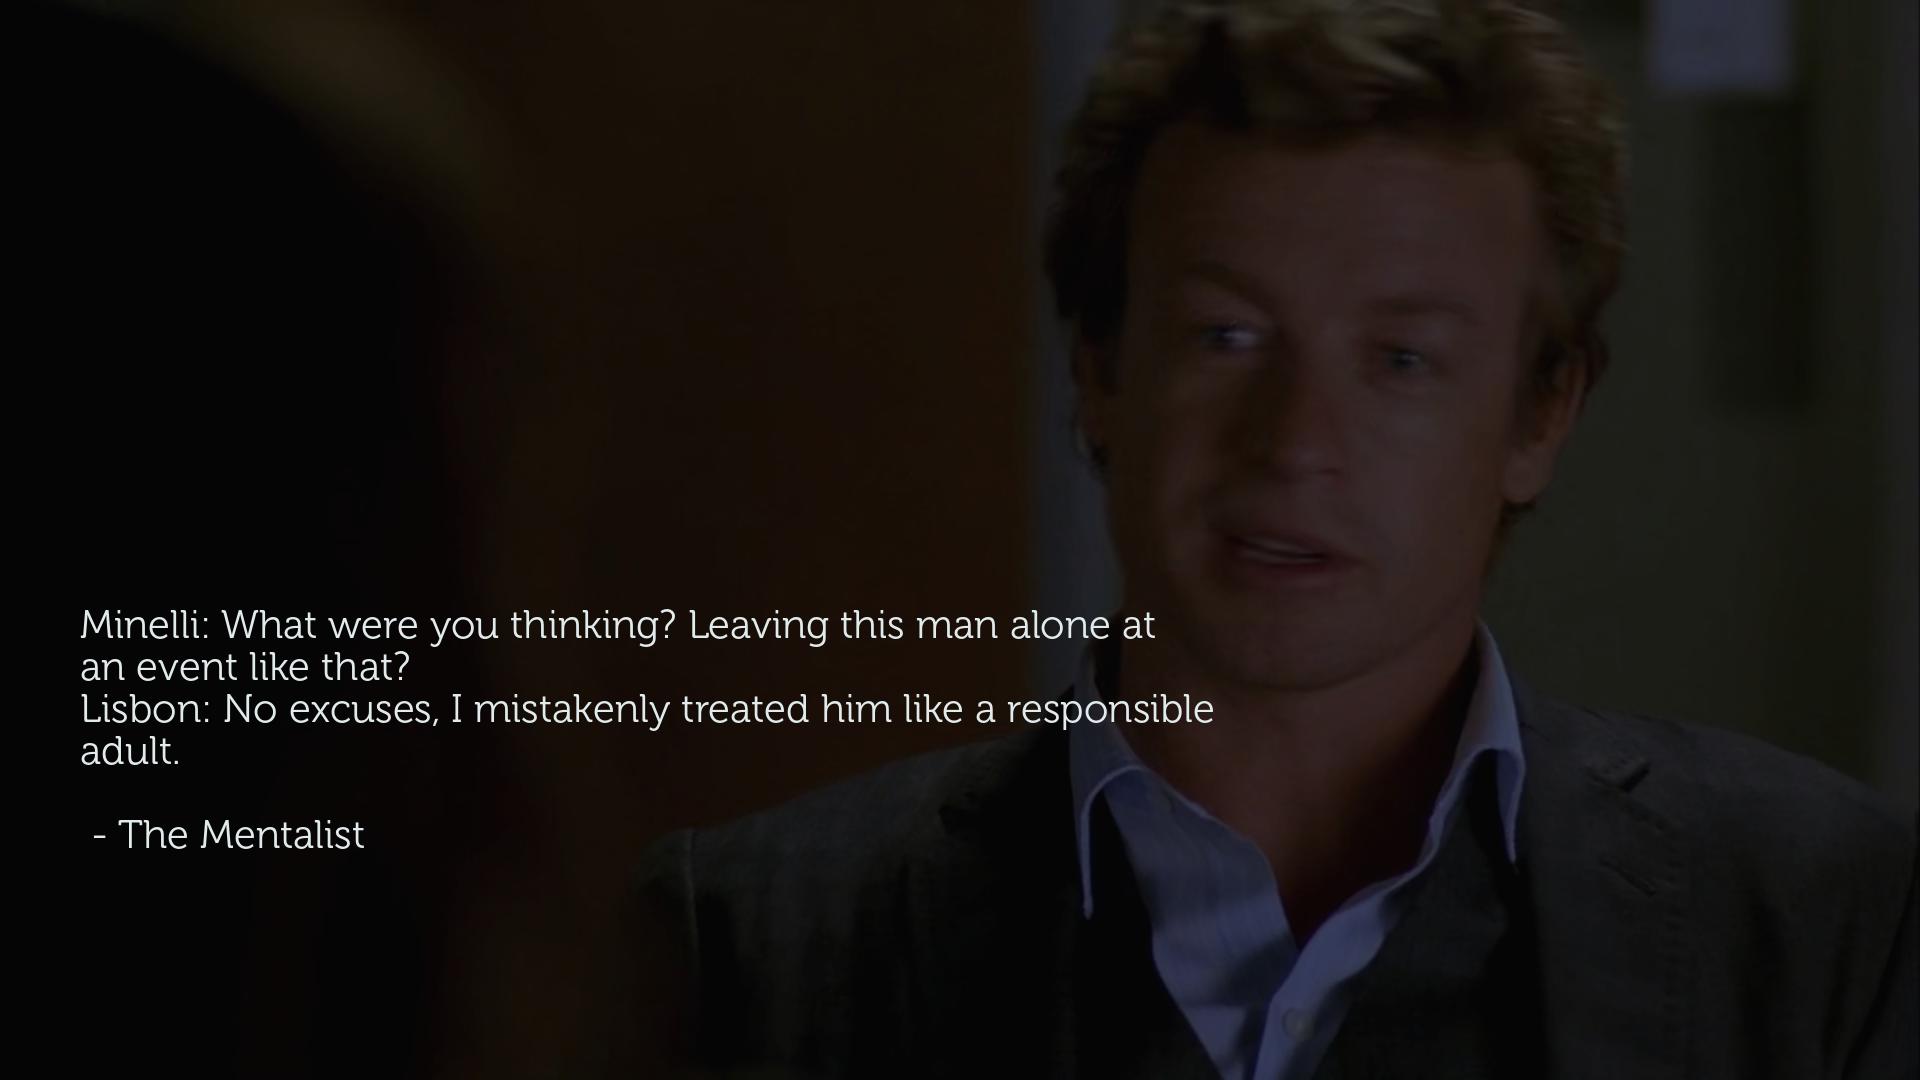 Minelli: What were you thinking? Leaving this man alone at
an event like that?
Lisbon: No excuses, I mistakenly treated him like a responsible
adult.
- The Mentalist